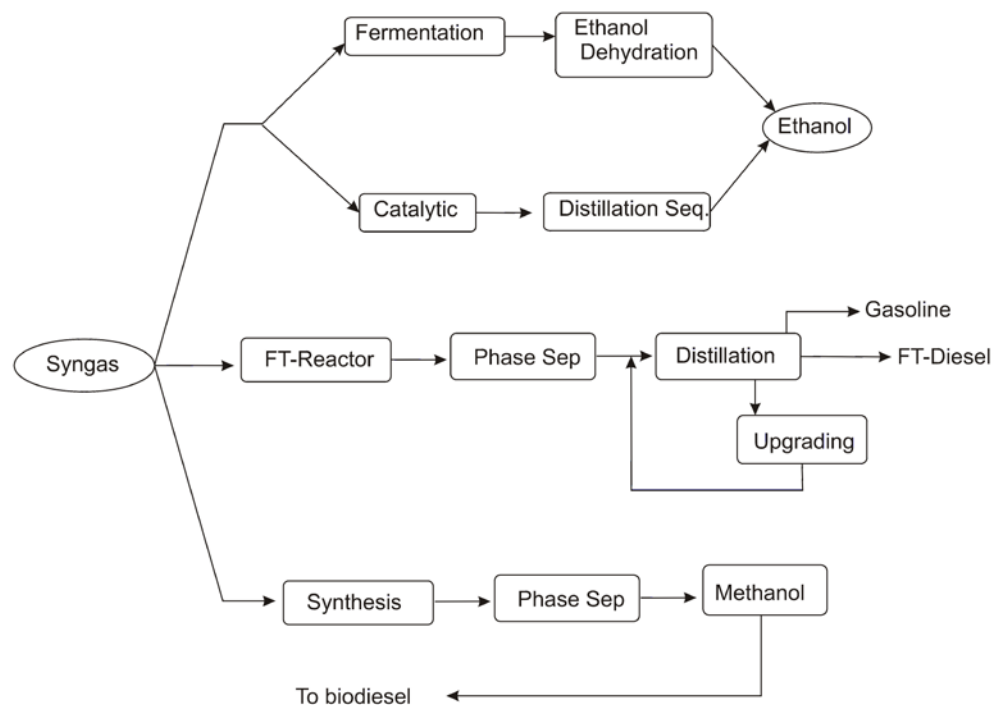 Fermentation
Ethanol
Dehydration
Ethanol
Catalytic
Distillation Seq.
Gasoline
Syngas
FT-Reactor
Phase Sep
Distillation
FT-Diesel
Upgrading
Synthesis
Phase Sep
Methanol
To biodiesel